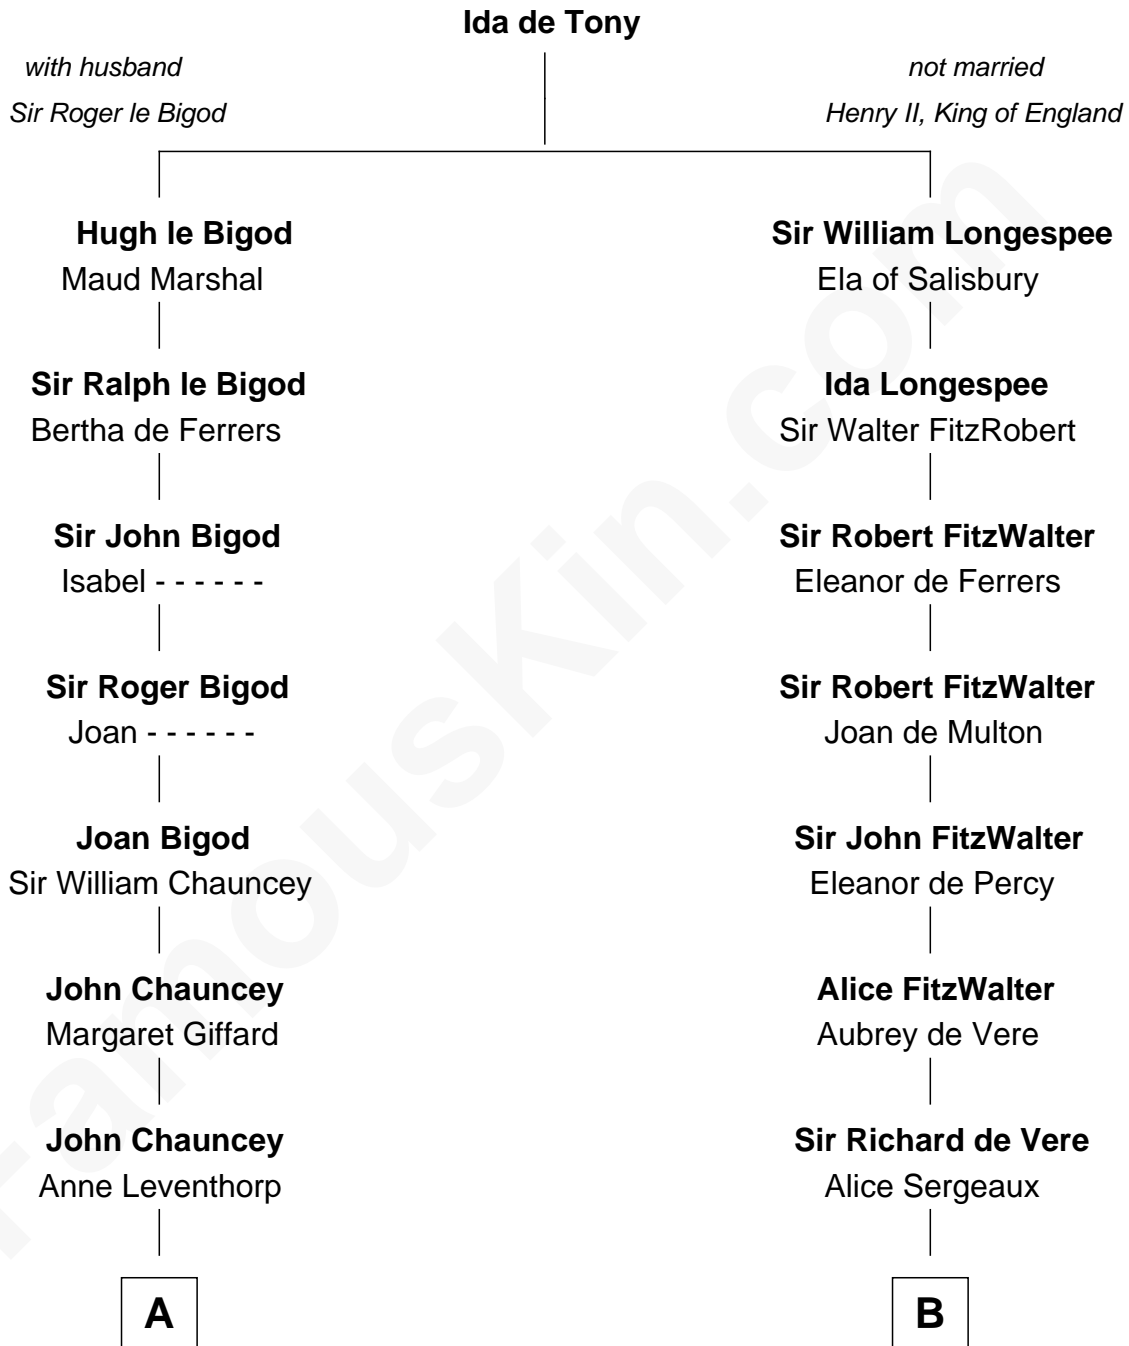 Ida de Tony
with husband
Sir Roger le Bigod
not married
Henry II, King of England
Hugh le Bigod
Maud Marshal
Sir William Longespee
Ela of Salisbury
Sir Ralph le Bigod
Bertha de Ferrers
Ida Longespee
Sir Walter FitzRobert
Sir John Bigod
Isabel - - - - - -
Sir Robert FitzWalter
Eleanor de Ferrers
Sir Roger Bigod
Joan - - - - - -
Sir Robert FitzWalter
Joan de Multon
Joan Bigod
Sir William Chauncey
Sir John FitzWalter
Eleanor de Percy
John Chauncey
Margaret Giffard
Alice FitzWalter
Aubrey de Vere
John Chauncey
Anne Leventhorp
Sir Richard de Vere
Alice Sergeaux
A
B
FamousKin.com